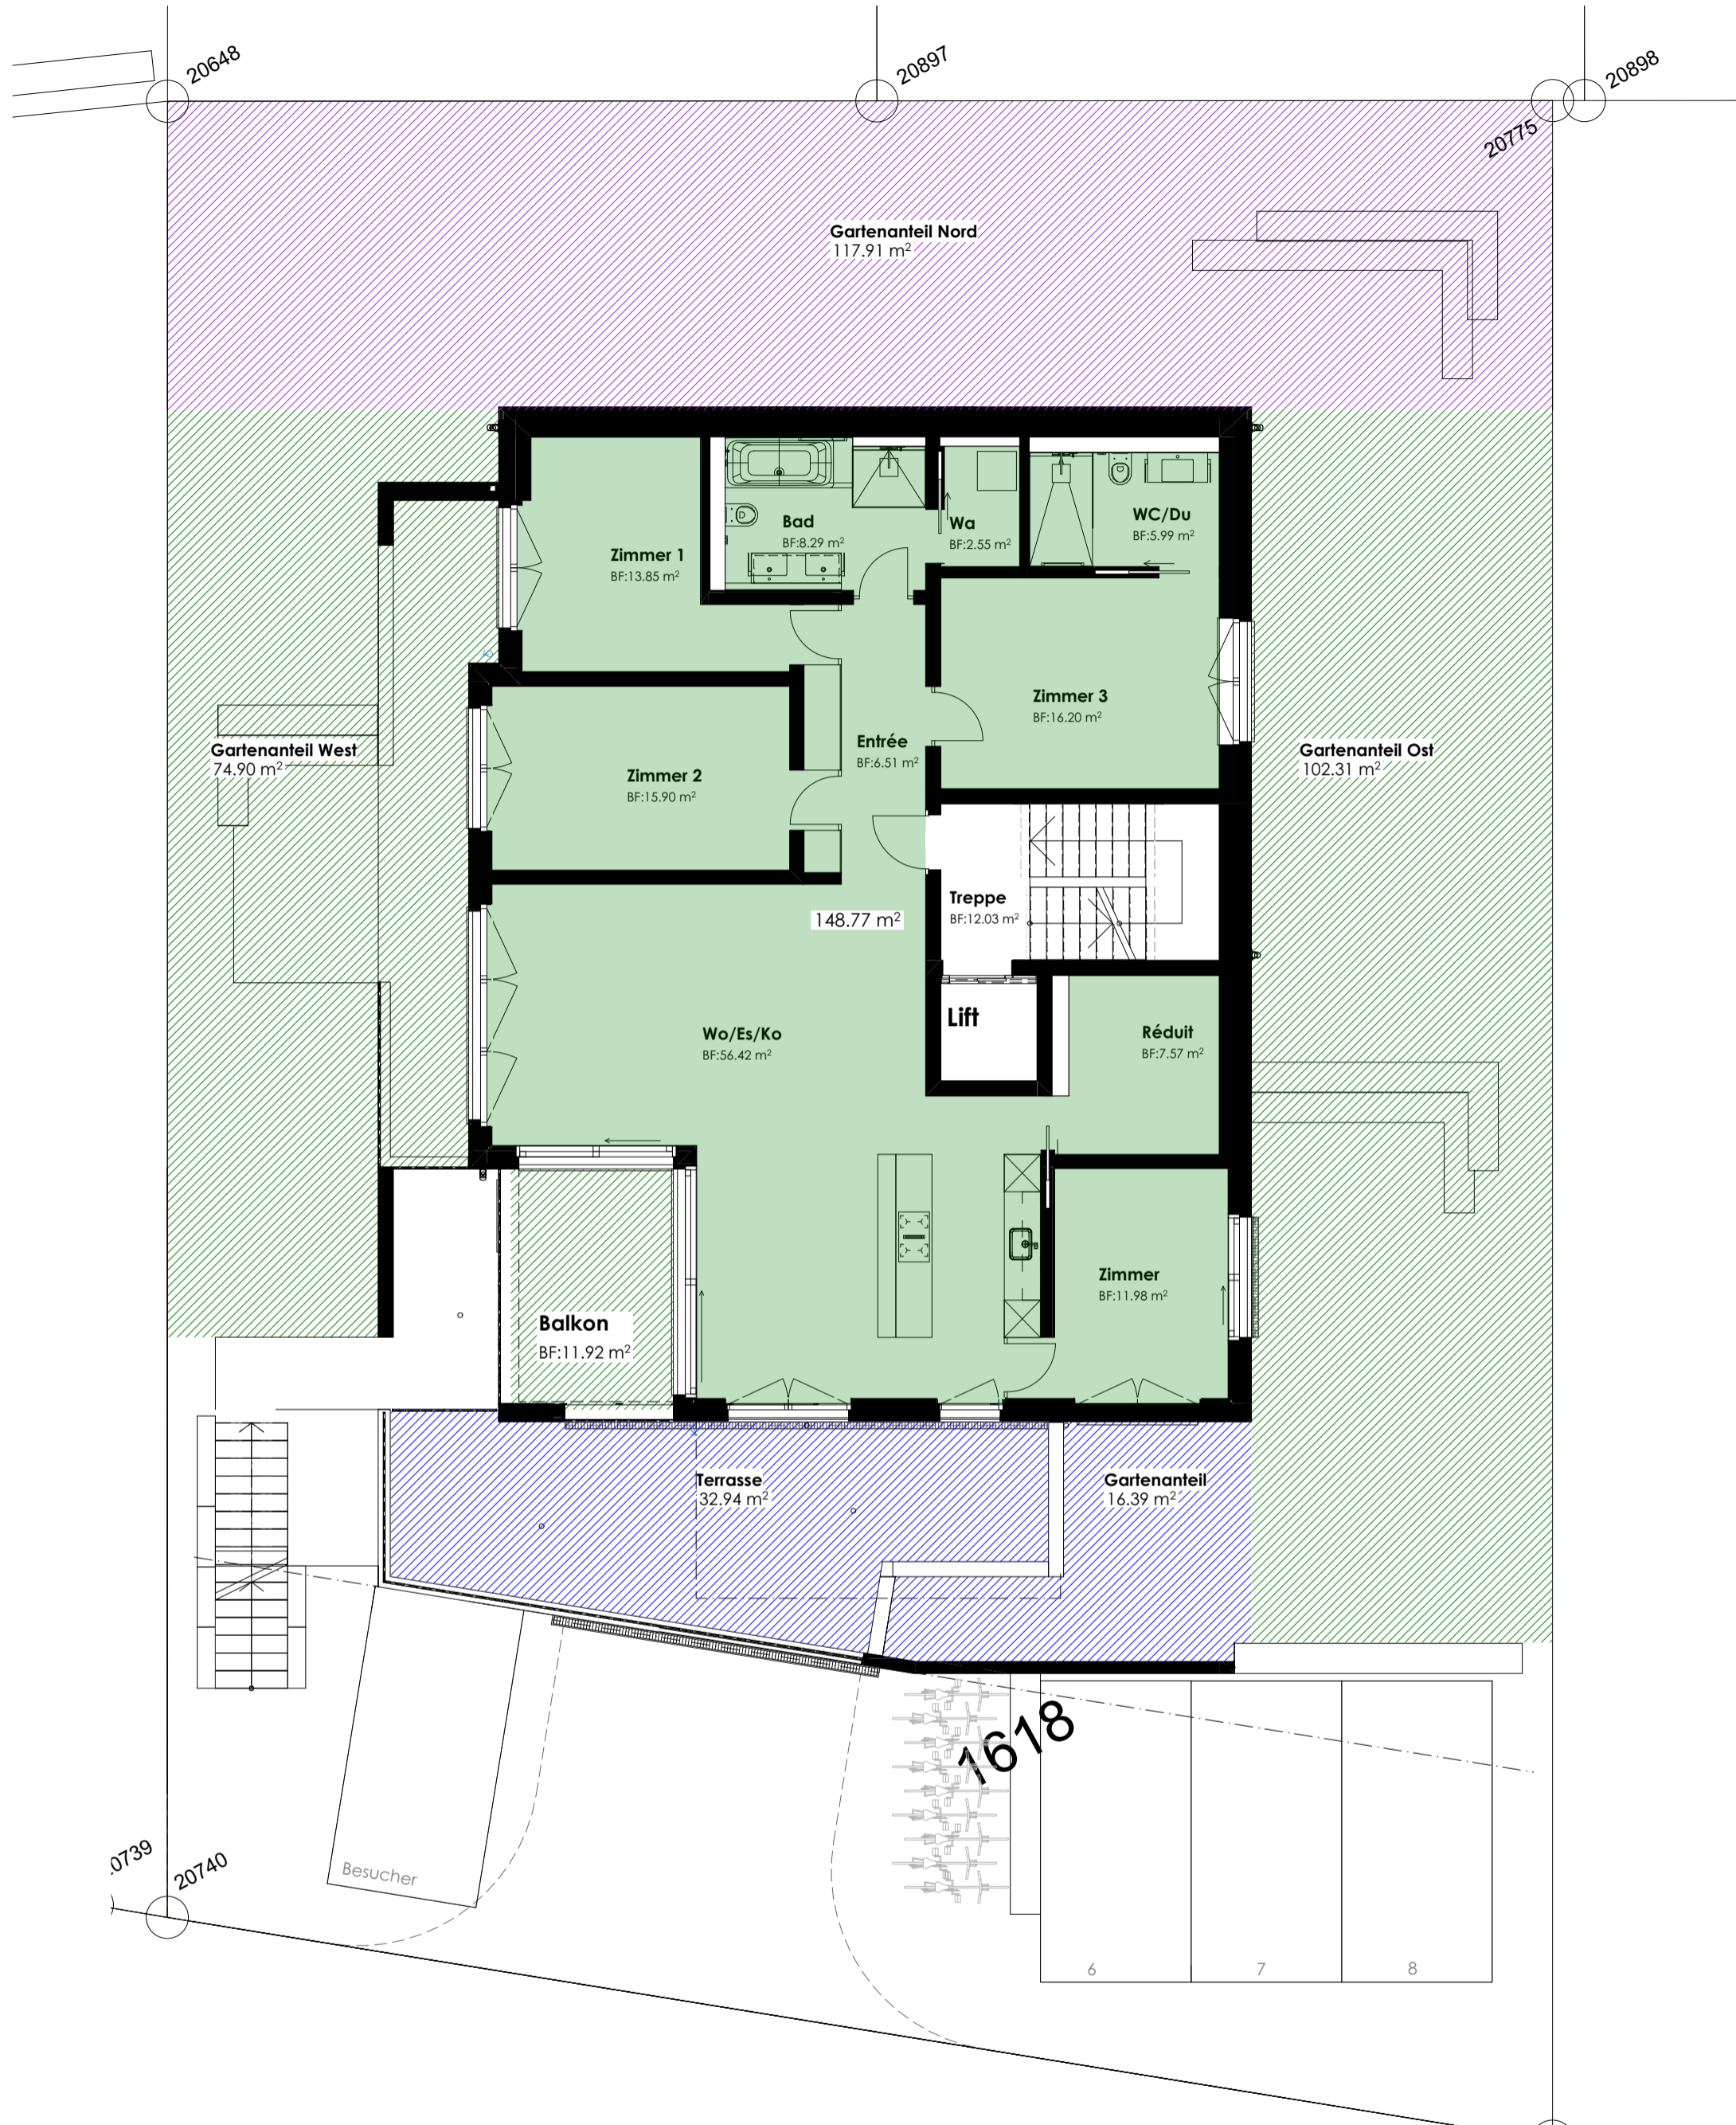 20648
20897
20898
20775
Gartenanteil Nord
117.91 m²
Bad
BF:8.29 m²
Wa
BF:2.55 m²
WC/Du
BF:5.99 m²
Zimmer 1
BF:13.85 m²
Zimmer 3
BF:16.20 m²
Entrée
BF:6.51 m²
Gartenanteil West
74.90 m²
Gartenanteil Ost
102.31 m²
Zimmer 2
BF:15.90 m²
Treppe
BF:12.03 m²
148.77 m²
Lift
Wo/Es/Ko
BF:56.42 m²
Réduit
BF:7.57 m²
Zimmer
BF:11.98 m²
Balkon
BF:11.92 m²
Terrasse
32.94 m²
Gartenanteil
16.39 m²
1618
0739
20740
Besucher
6
7
8